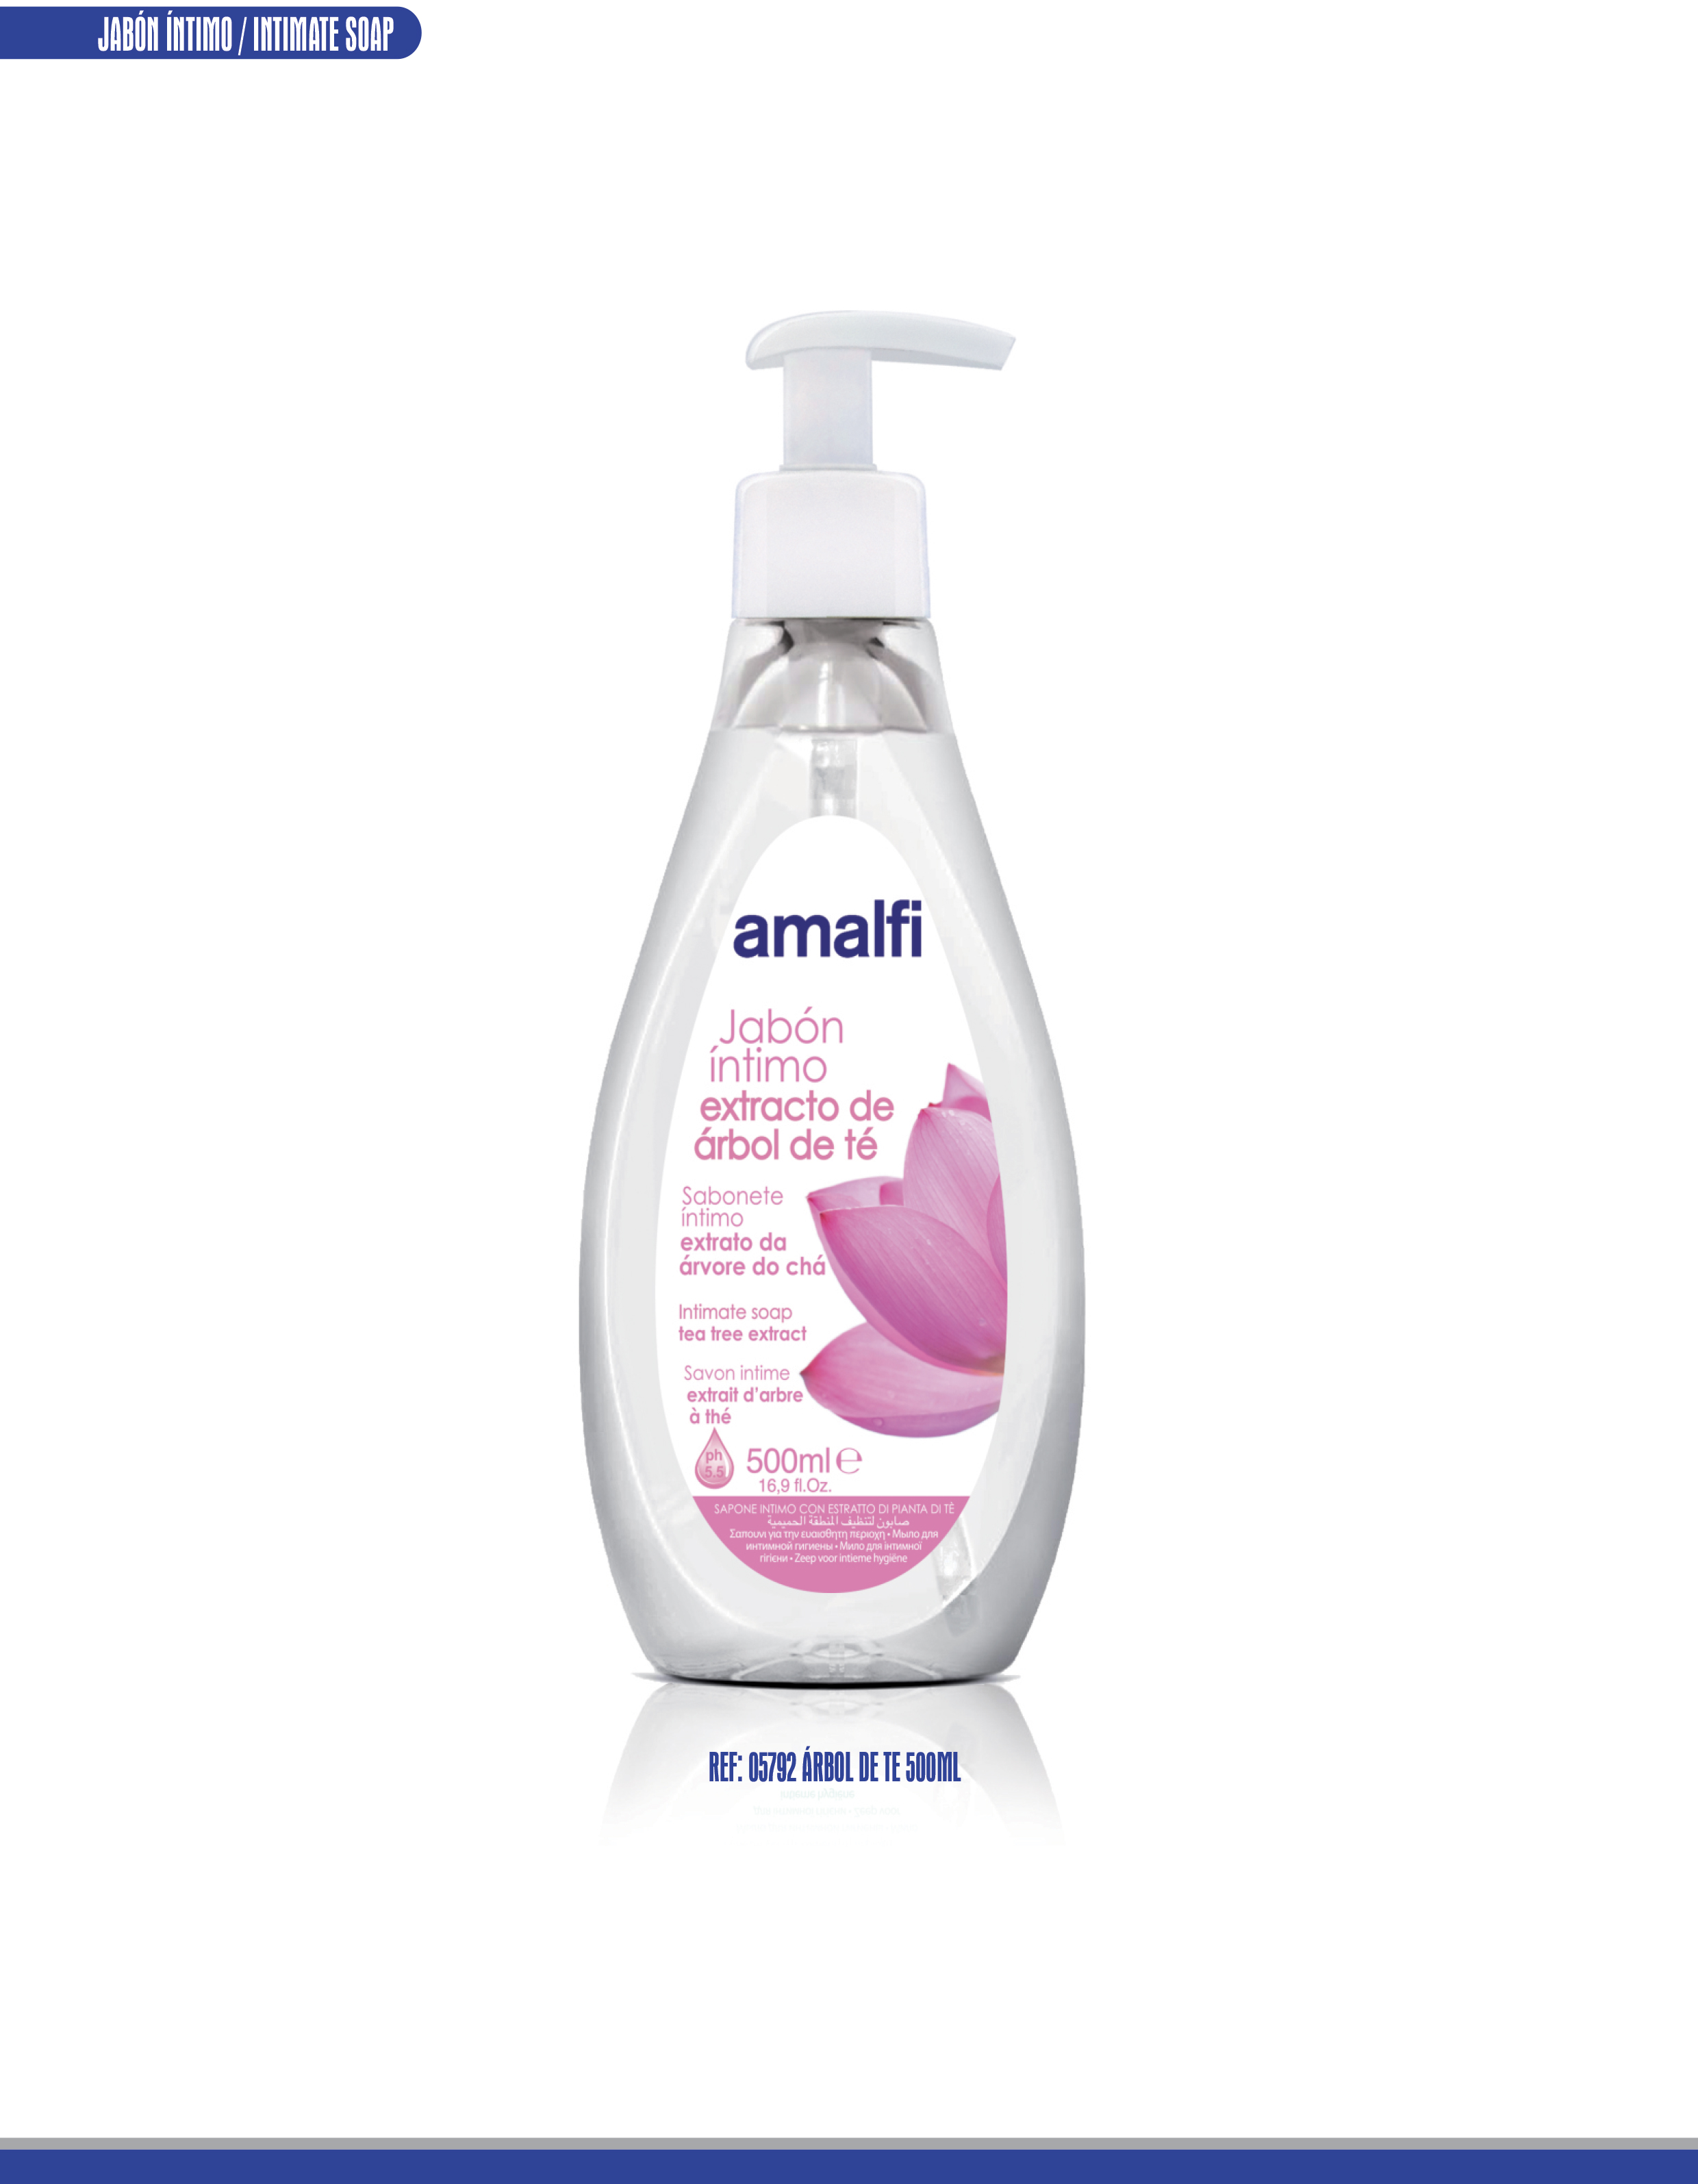 JABÓN ÍNTIMO / INTIMATE SOAP
amalfi
Jabón
íntimo
extracto de
árbol de té
Sabonete
íntimo
extrato da
árvore do chá
Intimate soap
tea tree extract
Savon intime
extrait d'arbre
à thé
ph
5.5
500ml ℮
16,9 fl.Oz.
SAPONE INTIMO CON ESTRATTO DI PIANTA DI TÈ
صابون لتنظيف المنطقة الحميمية
Σαπουνι για την ευαισθητη περιοχη • Мыло для
интимной гигиены • Мило для інтимної
гігієни • Zeep voor intieme hygiëne
REF: 05792 ÁRBOL DE TE 500ML